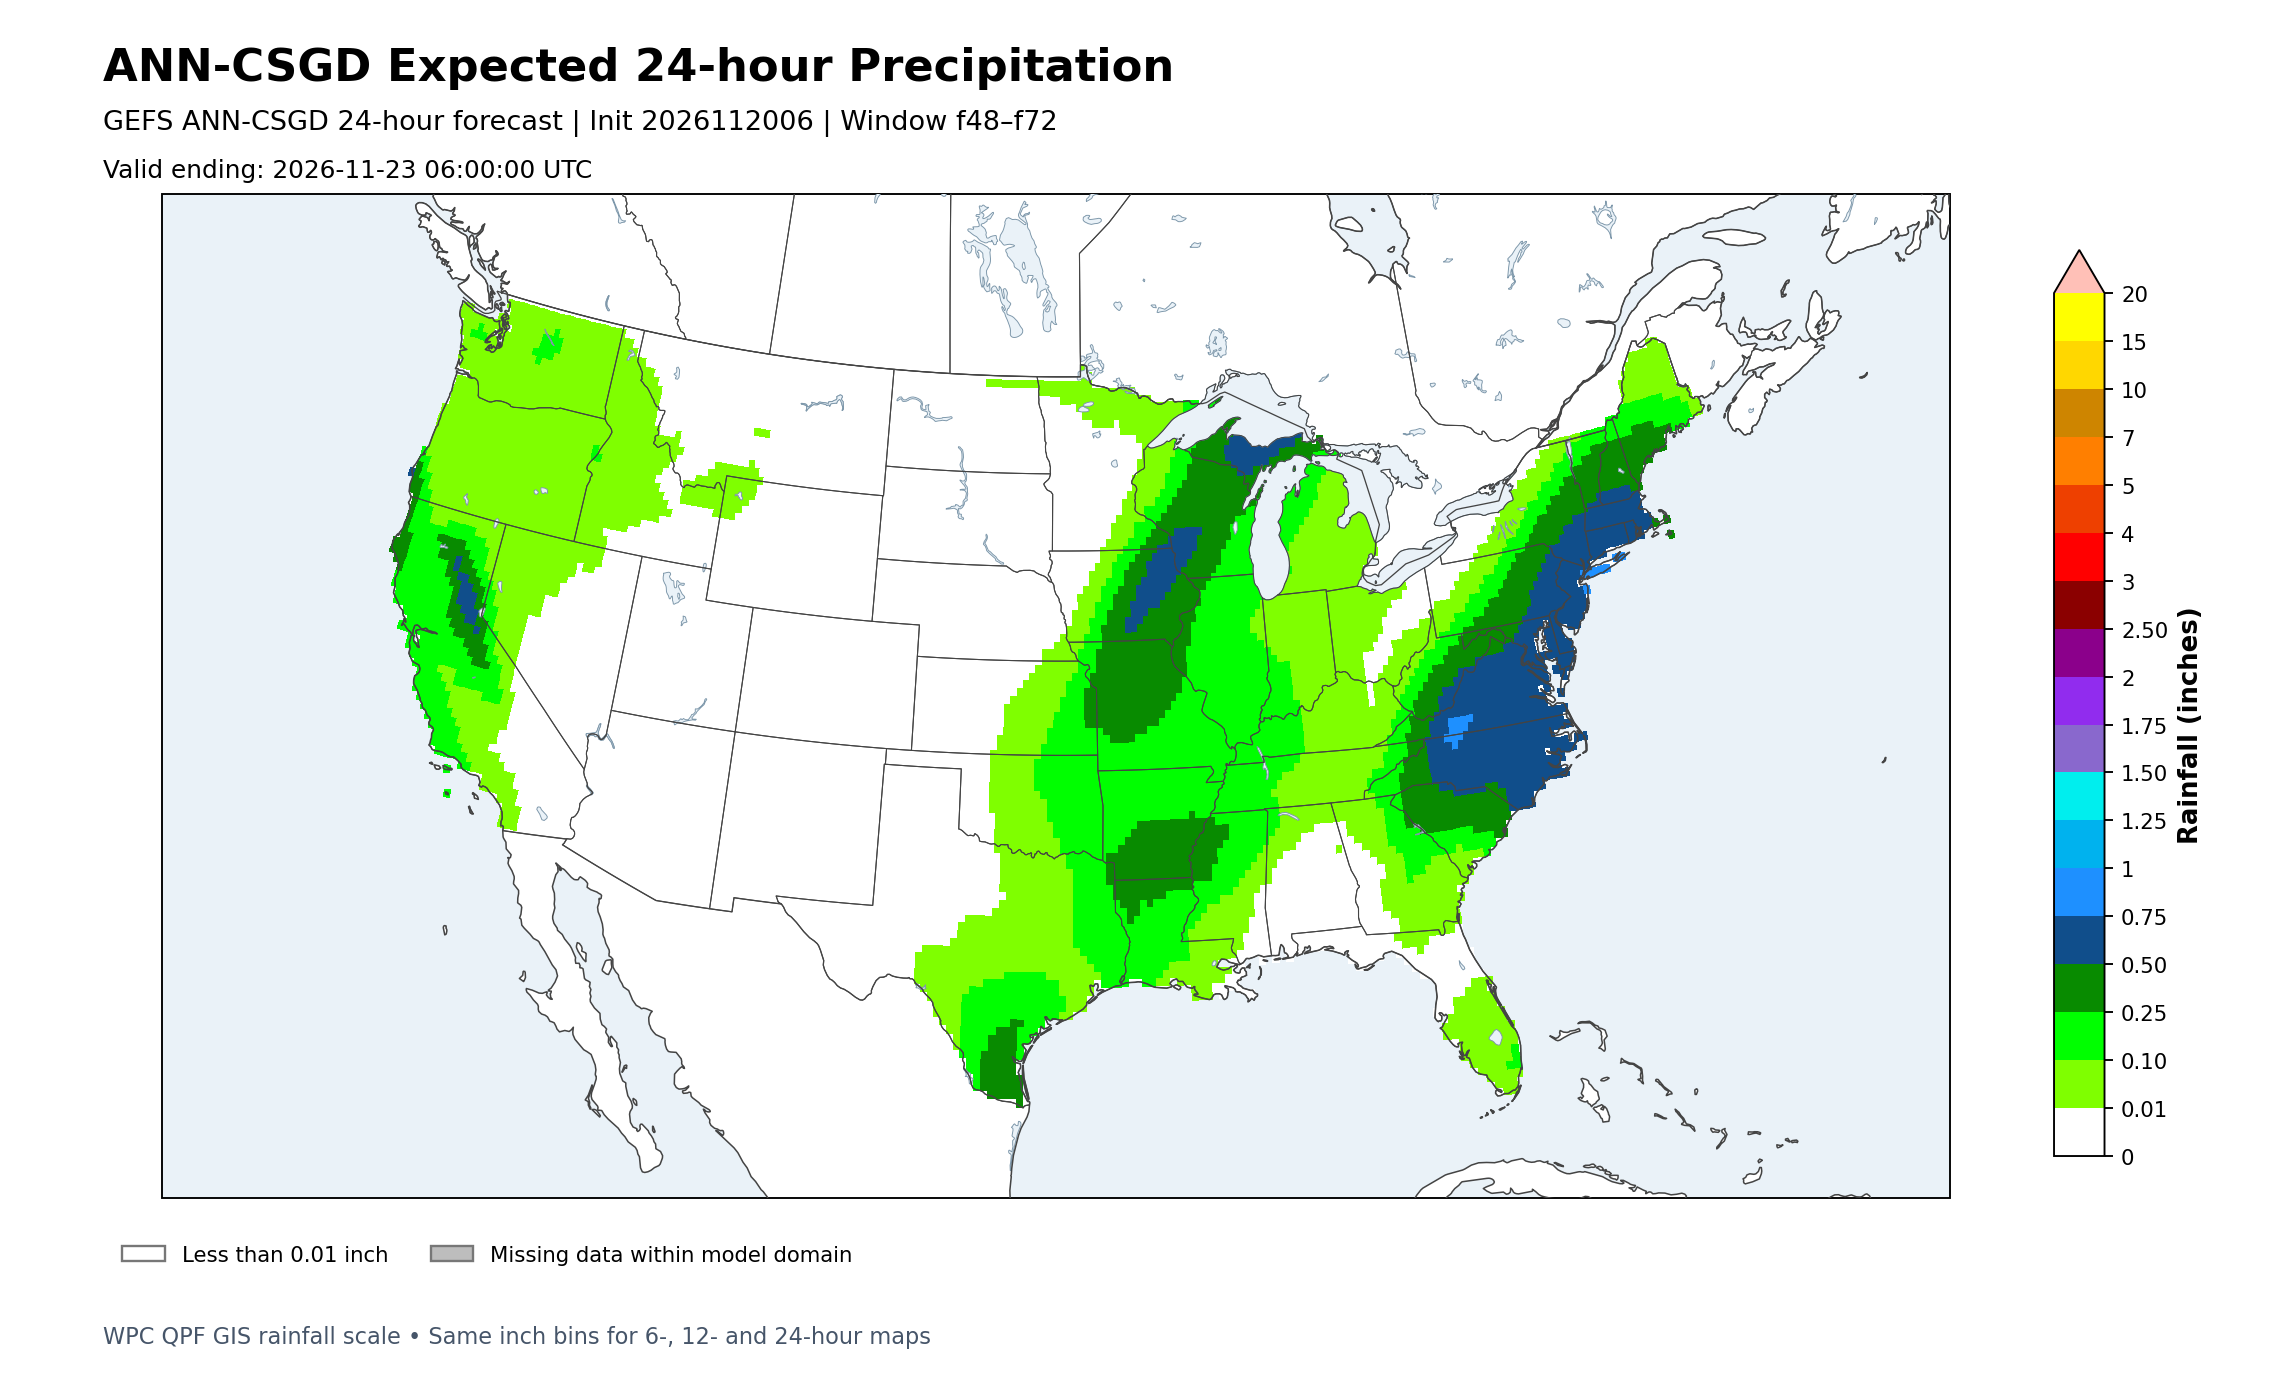 ANN-CSGD Expected 24-hour Precipitation
GEFS ANN-CSGD 24-hour forecast | Init 2026112006 | Window f48–f72
Valid ending: 2026-11-23 06:00:00 UTC
20
15
10
7
5
4
3
2.50
2
1.75
1.50
1.25
1
0.75
0.50
0.25
0.10
0.01
0
Rainfall (inches)
Less than 0.01 inch
Missing data within model domain
WPC QPF GIS rainfall scale • Same inch bins for 6-, 12- and 24-hour maps